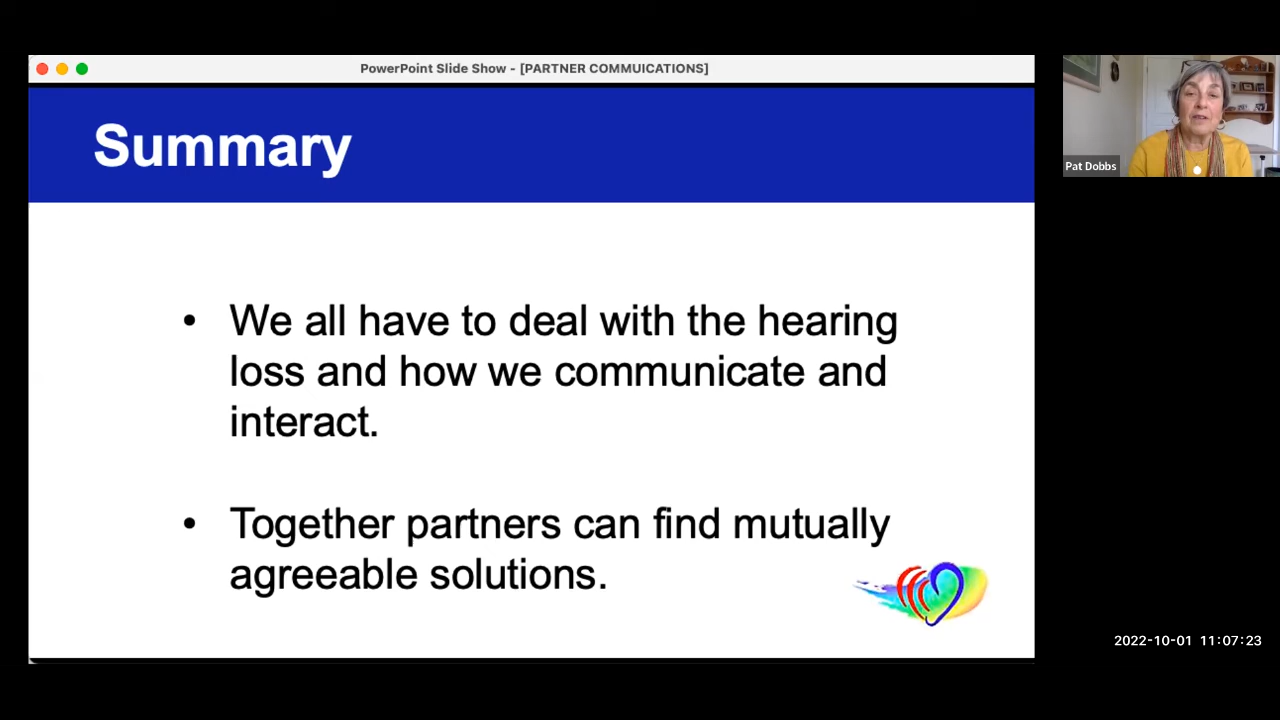 PowerPoint Slide Show - [PARTNER COMMUICATIONS]
Summary
Pat Dobbs
• We all have to deal with the hearing
loss and how we communicate and
interact.
• Together partners can find mutually
agreeable solutions.
2022-10-01 11:07:23